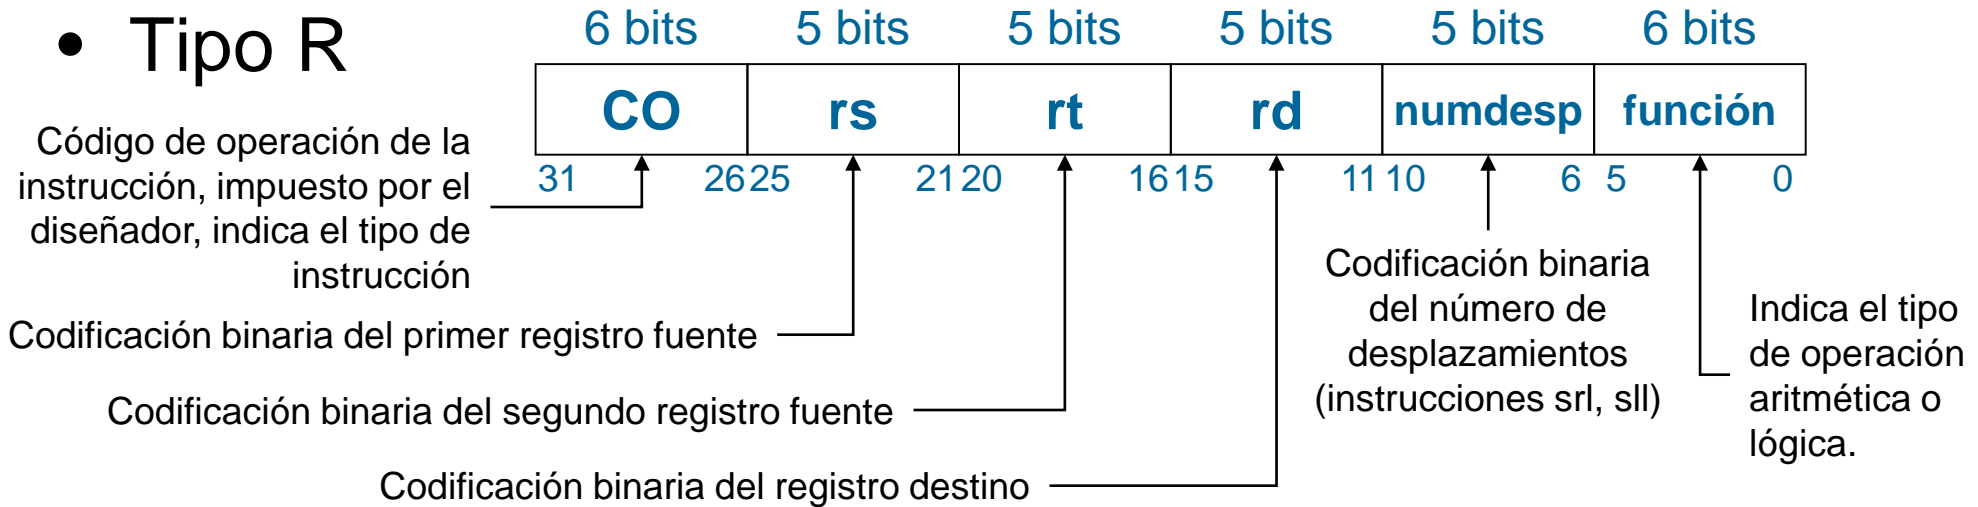 • Tipo R
6 bits 5 bits 5 bits 5 bits 5 bits 6 bits
CO rs rt rd numdesp función
31 26 25 21 20 16 15 11 10 6 5 0
Código de operación de la
instrucción, impuesto por el
diseñador, indica el tipo de
instrucción
Codificación binaria del primer registro fuente
Codificación binaria del segundo registro fuente
Codificación binaria del registro destino
Codificación binaria
del número de
desplazamientos
(instrucciones srl, sll)
Indica el tipo
de operación
aritmética o
lógica.